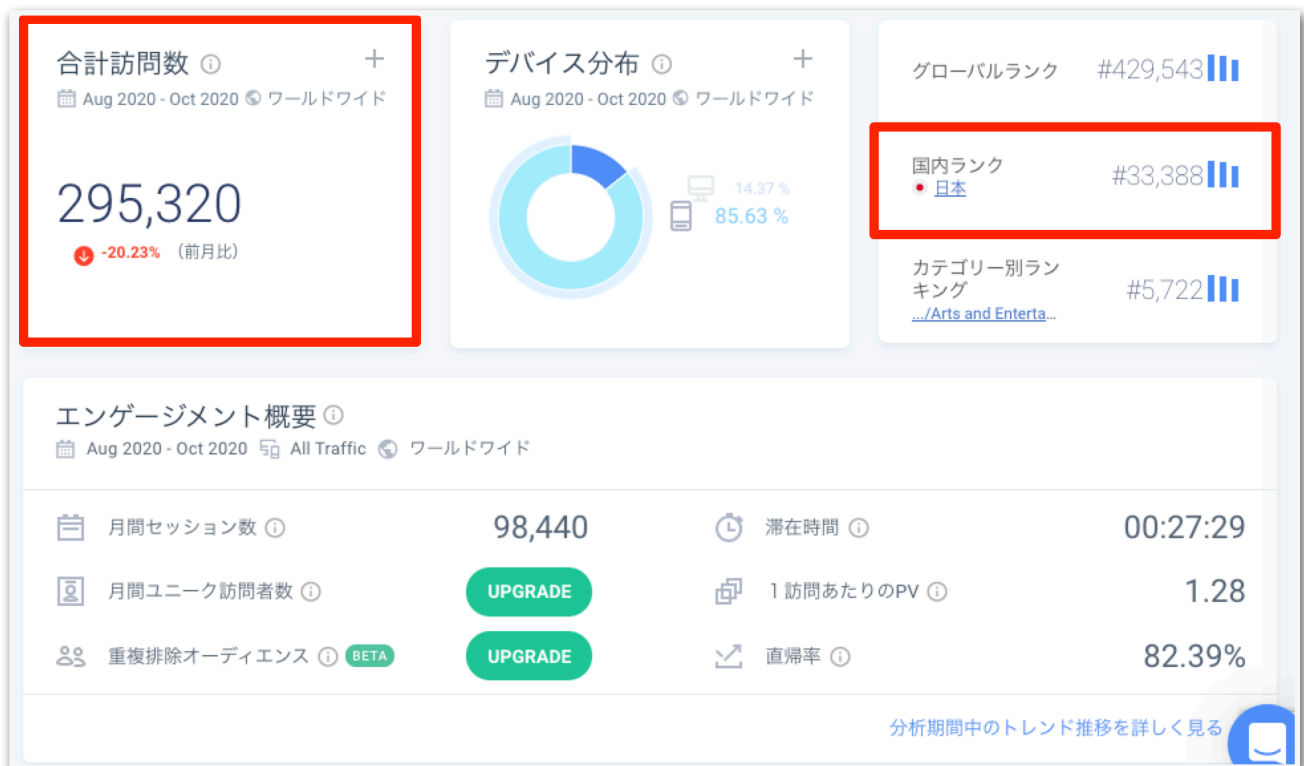 合計訪問数
Aug 2020 - Oct 2020 ワールドワイド
295,320
-20.23% (前月比)
デバイス分布
Aug 2020 - Oct 2020 ワールドワイド
14.37 %
85.63 %
グローバルランク #429,543
国内ランク #33,388
日本
カテゴリー別ラン
キング #5,722
.../Arts and Enterta...
エンゲージメント概要
Aug 2020 - Oct 2020 All Traffic ワールドワイド
月間セッション数 98,440
滞在時間 00:27:29
月間ユニーク訪問者数 UPGRADE
1訪問あたりのPV 1.28
重複排除オーディエンス BETA UPGRADE
直帰率 82.39%
分析期間中のトレンド推移を詳しく見る